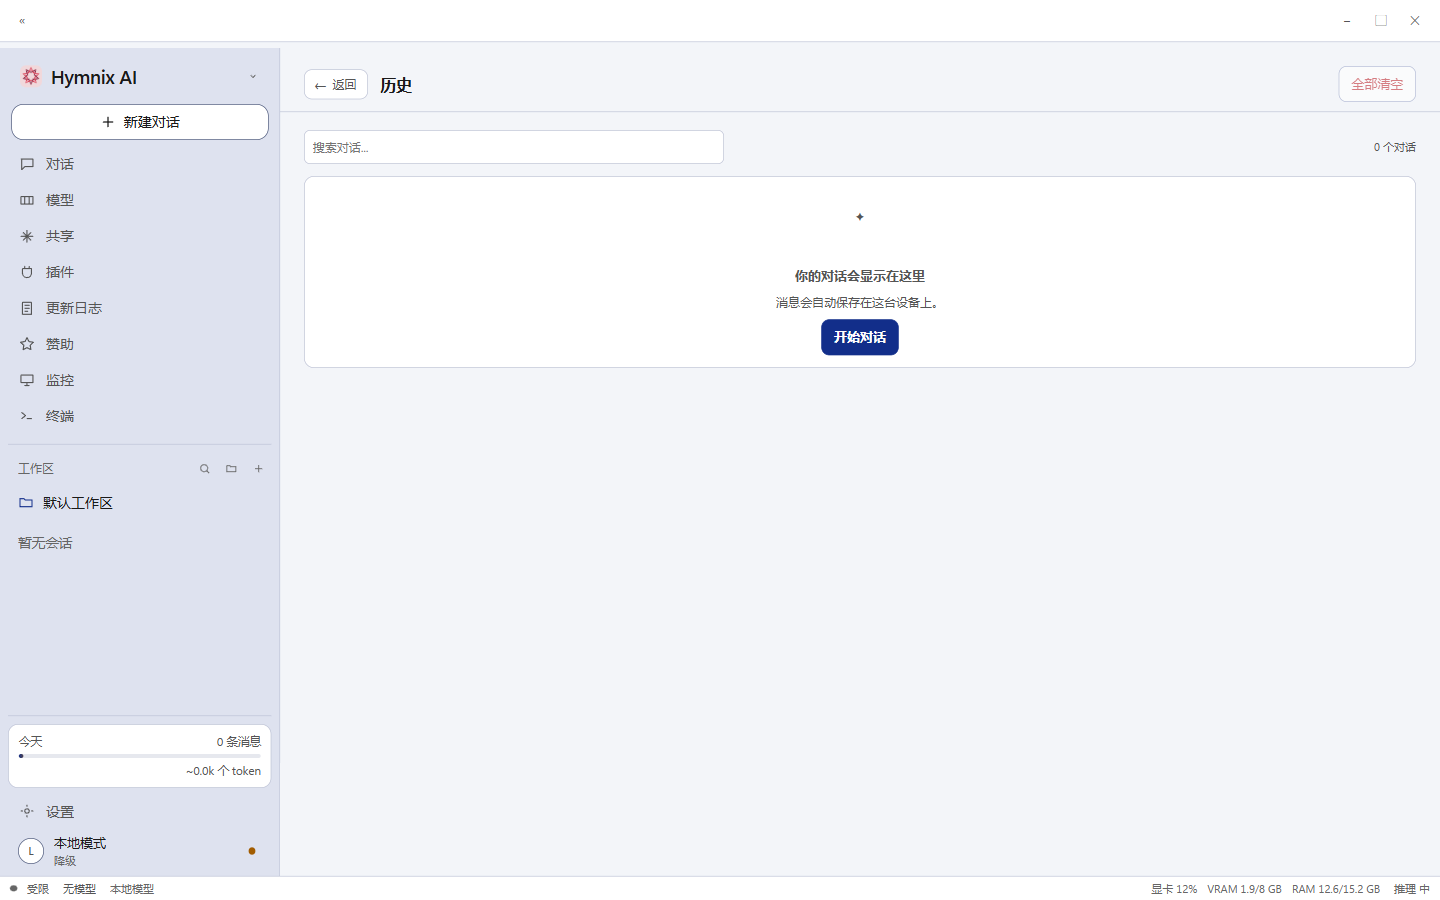 «
Hymnix AI
+ 新建对话
对话
模型
共享
插件
更新日志
赞助
监控
终端
工作区
默认工作区
暂无会话
今天 0 条消息
~0.0k 个 token
设置
L 本地模式
降级
← 返回 历史 全部清空
搜索对话... 0 个对话
你的对话会显示在这里
消息会自动保存在这台设备上。
开始对话
受限 无模型 本地模型 显卡 12% VRAM 1.9/8 GB RAM 12.6/15.2 GB 推理 中